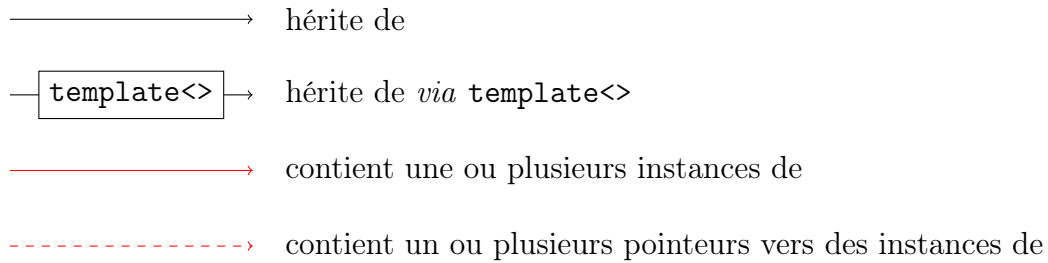 hérite de
template<> hérite de via template<>
contient une ou plusieurs instances de
contient un ou plusieurs pointeurs vers des instances de